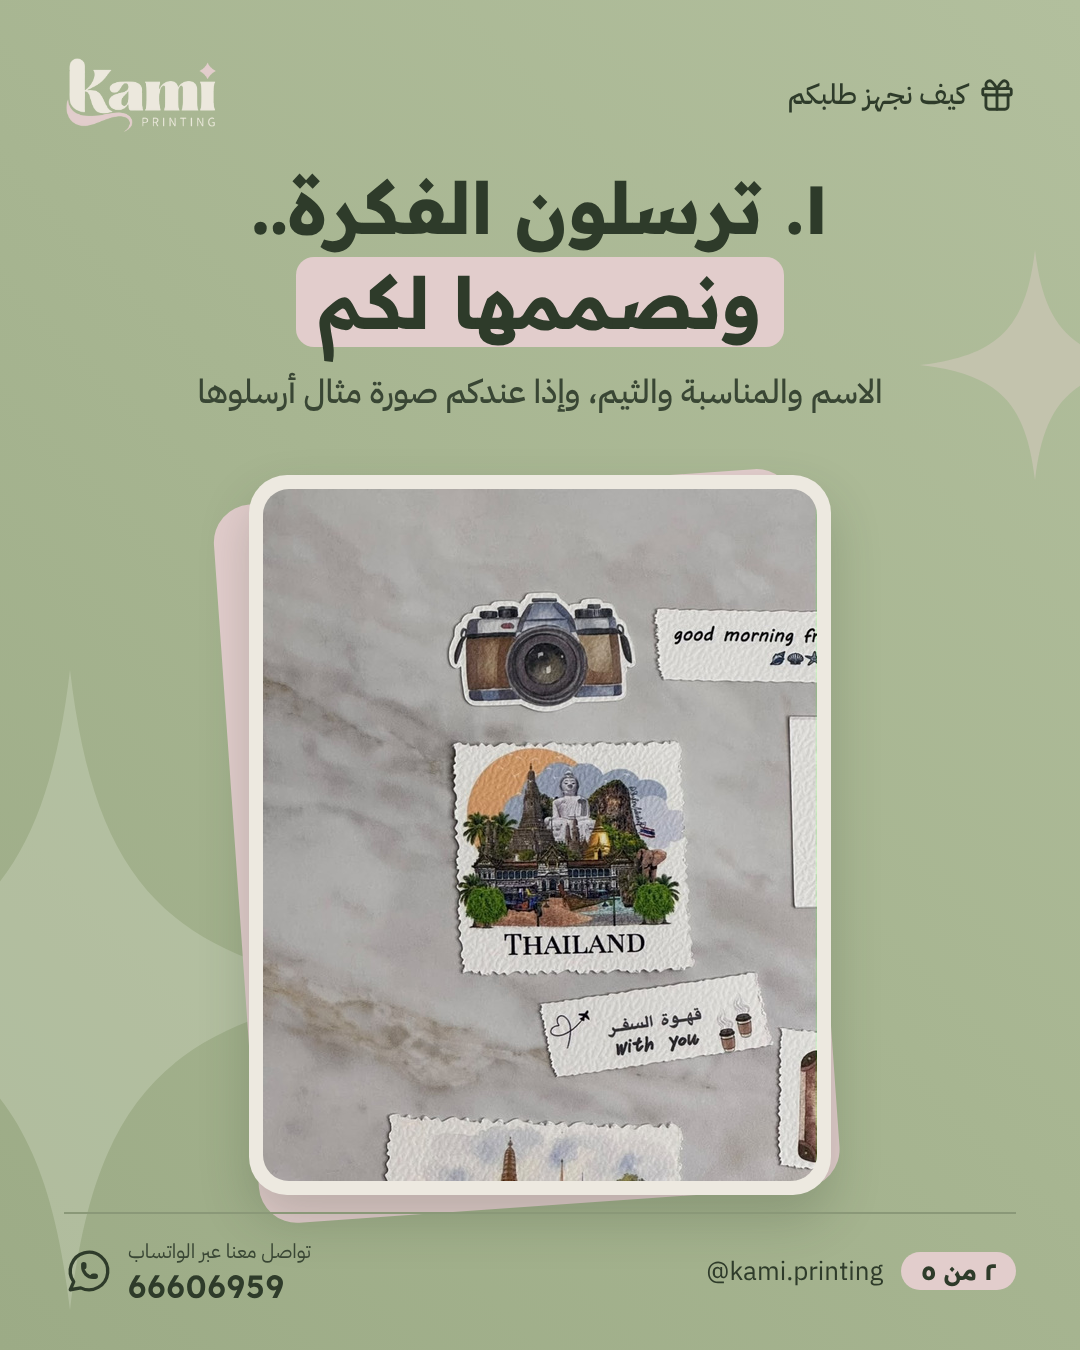 kami
PRINTING
كيف نجهز طلبكم
١. ترسلون الفكرة..
ونصممها لكم
الاسم والمناسبة والثيم، وإذا عندكم صورة مثال أرسلوها
good morning fr
THAILAND
قهوة السفر
with you
تواصل معنا عبر الواتساب
66606959
@kami.printing
٢ من ٥